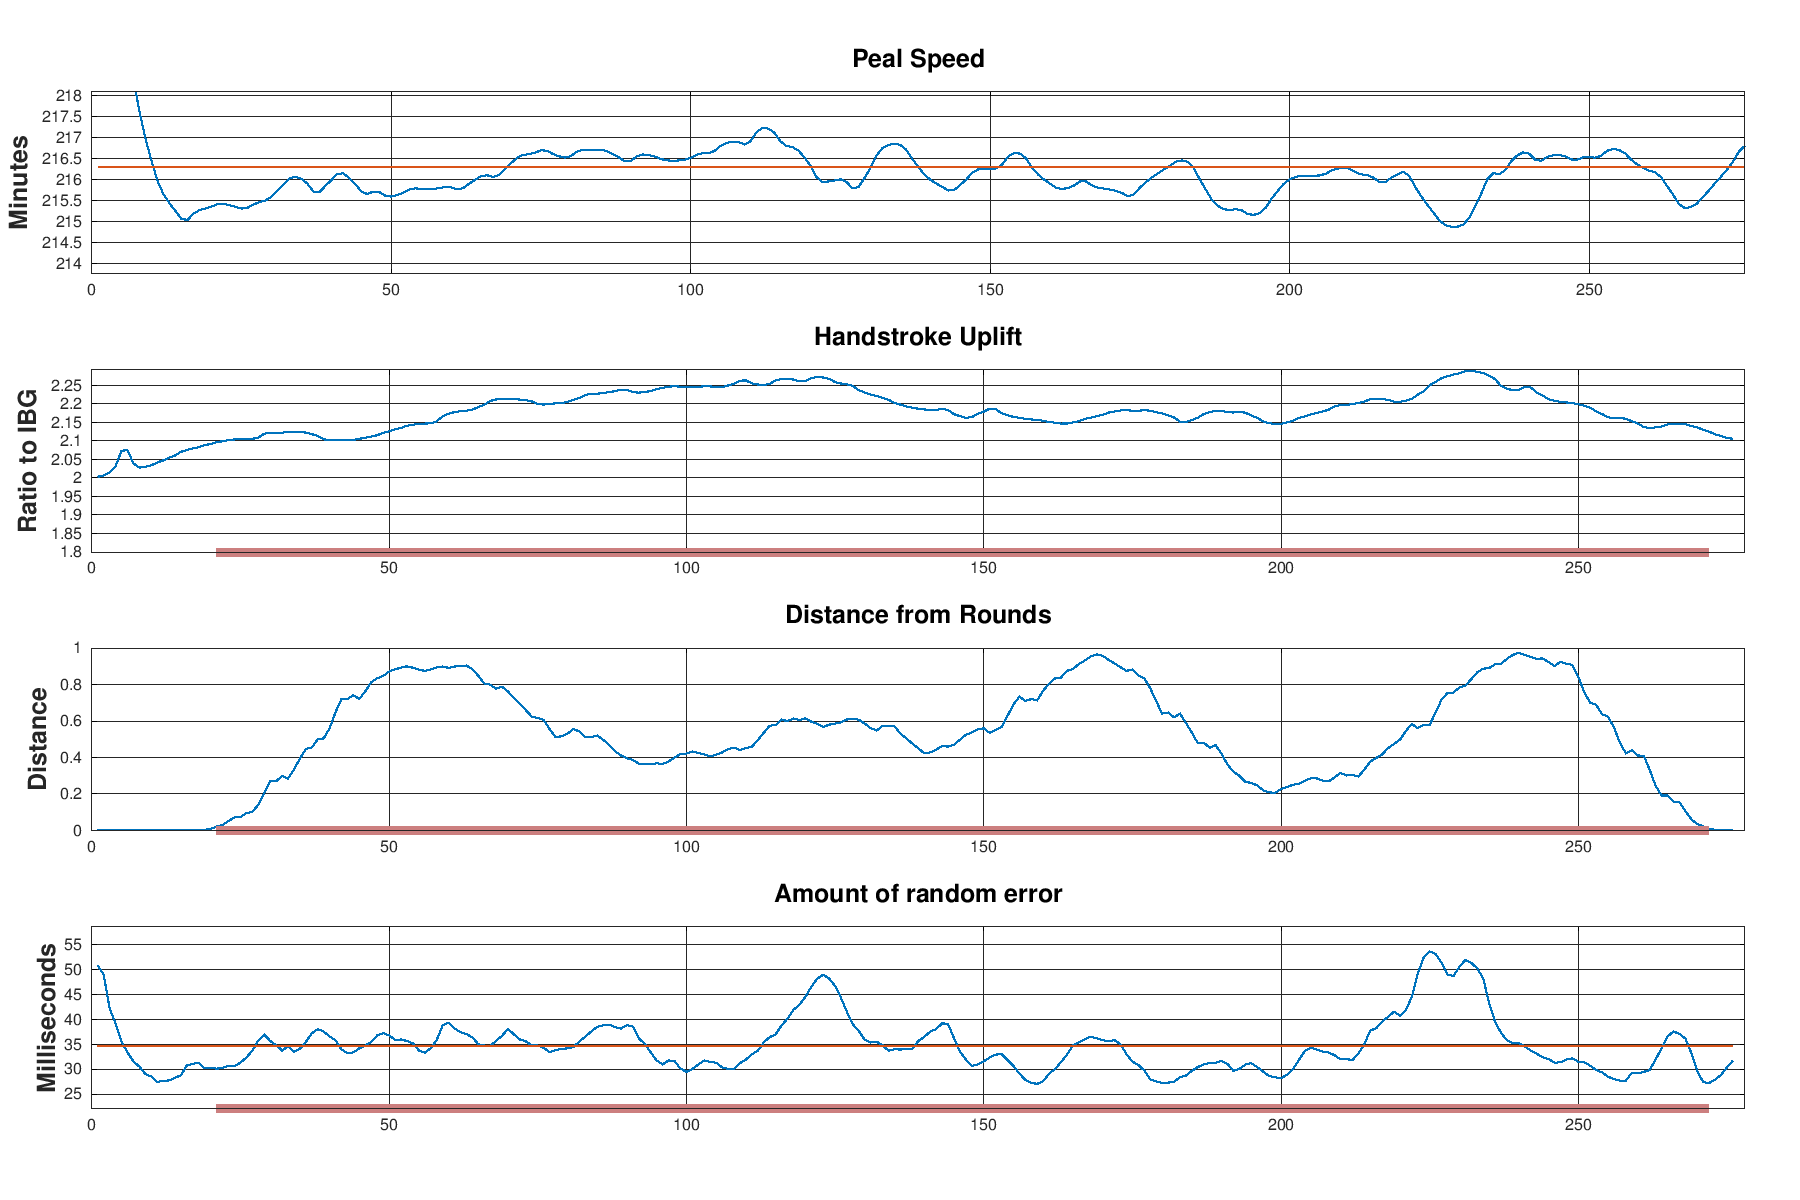 Peal Speed
Minutes
218
217.5
217
216.5
216
215.5
215
214.5
214
0 50 100 150 200 250
Handstroke Uplift
Ratio to IBG
2.25
2.2
2.15
2.1
2.05
2
1.95
1.9
1.85
1.8
0 50 100 150 200 250
Distance from Rounds
Distance
1
0.8
0.6
0.4
0.2
0
0 50 100 150 200 250
Amount of random error
Milliseconds
55
50
45
40
35
30
25
0 50 100 150 200 250